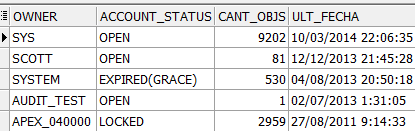 OWNER ACCOUNT_STATUS CANT_OBJS ULT_FECHA
SYS OPEN 9202 10/03/2014 22:06:35
SCOTT OPEN 81 12/12/2013 21:45:28
SYSTEM EXPIRED(GRACE) 530 04/08/2013 20:50:18
AUDIT_TEST OPEN 1 02/07/2013 1:31:05
APEX_040000 LOCKED 2959 27/08/2011 9:14:33